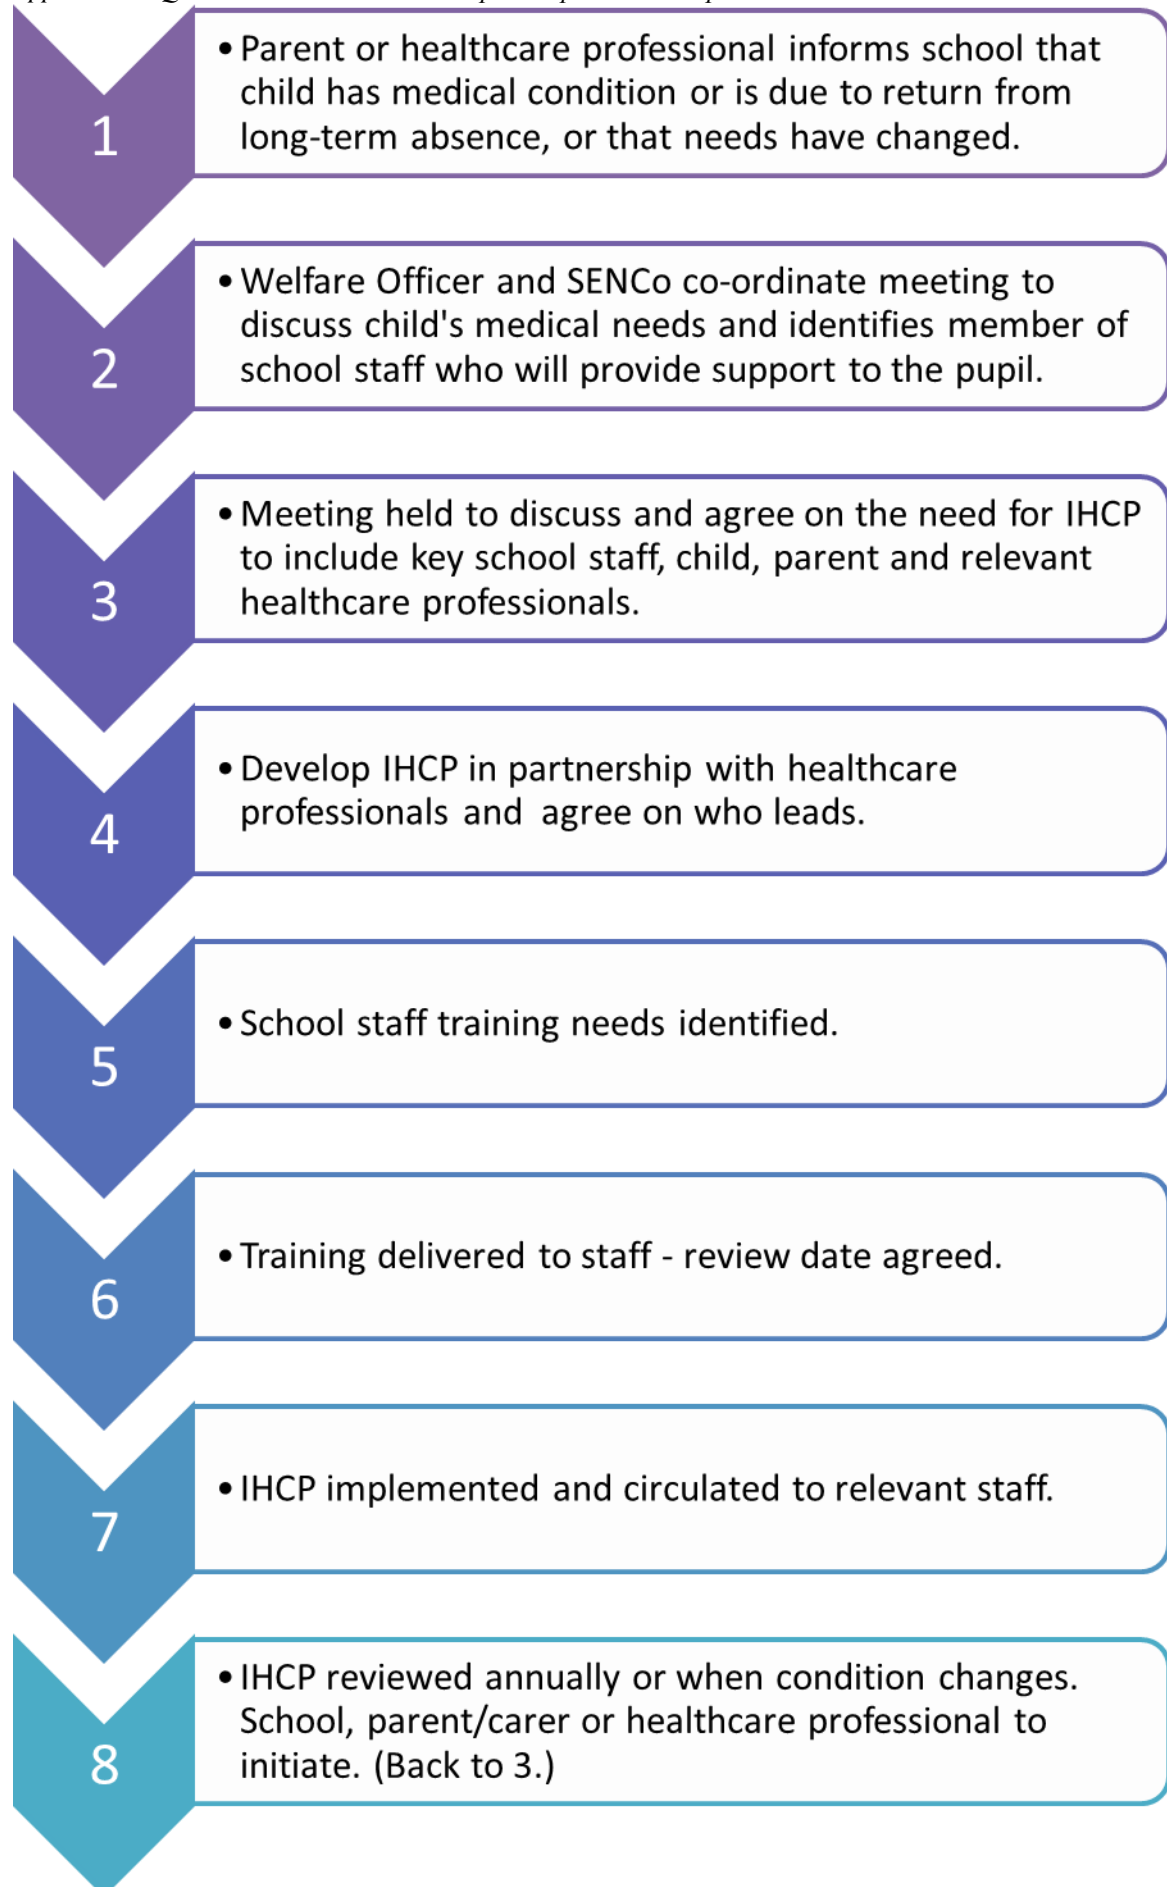 1
• Parent or healthcare professional informs school that
child has medical condition or is due to return from
long-term absence, or that needs have changed.
2
• Welfare Officer and SENCo co-ordinate meeting to
discuss child's medical needs and identifies member of
school staff who will provide support to the pupil.
3
• Meeting held to discuss and agree on the need for IHCP
to include key school staff, child, parent and relevant
healthcare professionals.
4
• Develop IHCP in partnership with healthcare
professionals and  agree on who leads.
5
• School staff training needs identified.
6
• Training delivered to staff - review date agreed.
7
• IHCP implemented and circulated to relevant staff.
8
• IHCP reviewed annually or when condition changes.
School, parent/carer or healthcare professional to
initiate. (Back to 3.)